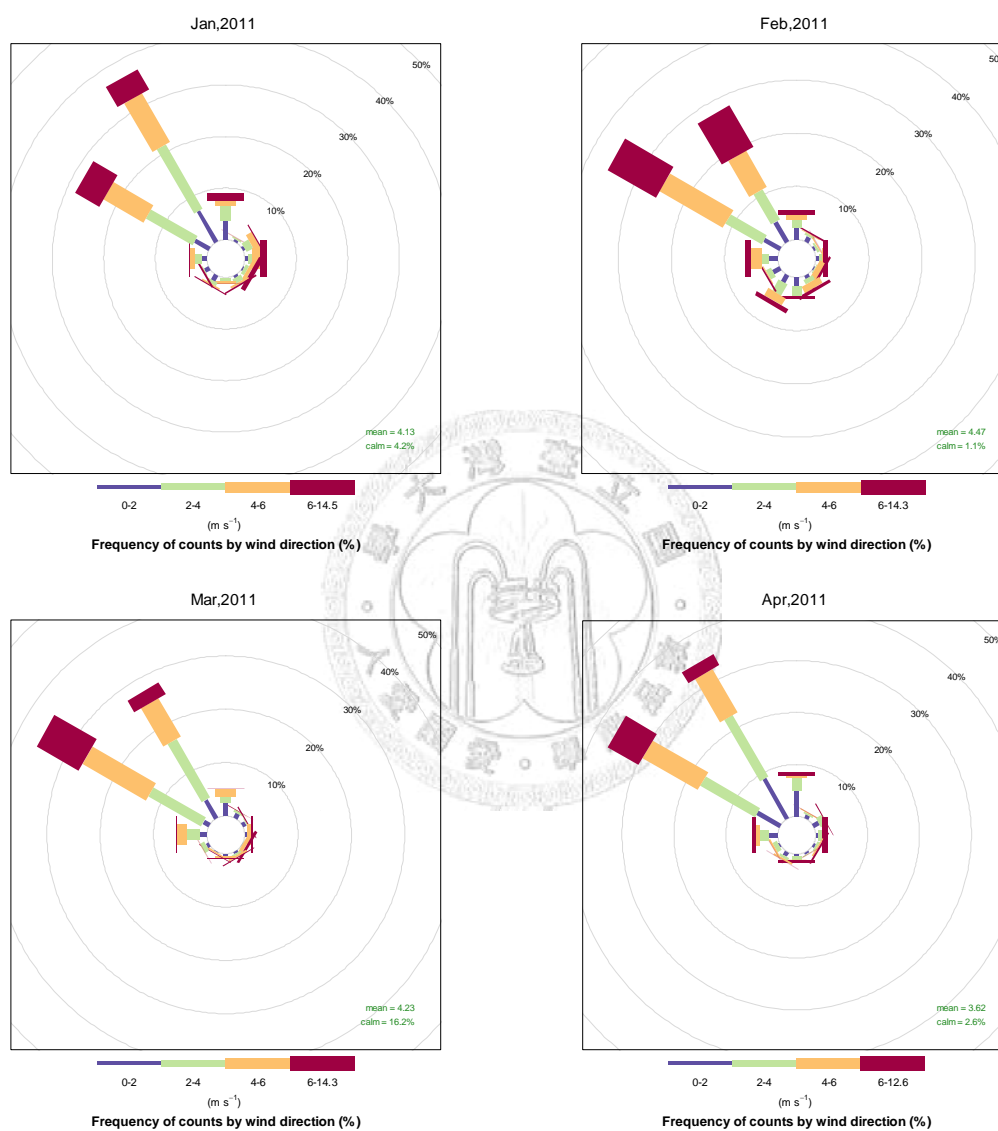 Jan,2011
50%
40%
30%
20%
10%
mean = 4.13
calm = 4.2%
0-2 2-4 4-6 6-14.5
(m s⁻¹)
Frequency of counts by wind direction (%)
Feb,2011
50
40%
30%
20%
10%
mean = 4.47
calm = 1.1%
0-2 2-4 4-6 6-14.3
(m s⁻¹)
Frequency of counts by wind direction (%)
Mar,2011
50%
40%
30%
20%
10%
mean = 4.23
calm = 16.2%
0-2 2-4 4-6 6-14.3
(m s⁻¹)
Frequency of counts by wind direction (%)
Apr,2011
50%
40%
30%
20%
10%
mean = 3.62
calm = 2.6%
0-2 2-4 4-6 6-12.6
(m s⁻¹)
Frequency of counts by wind direction (%)